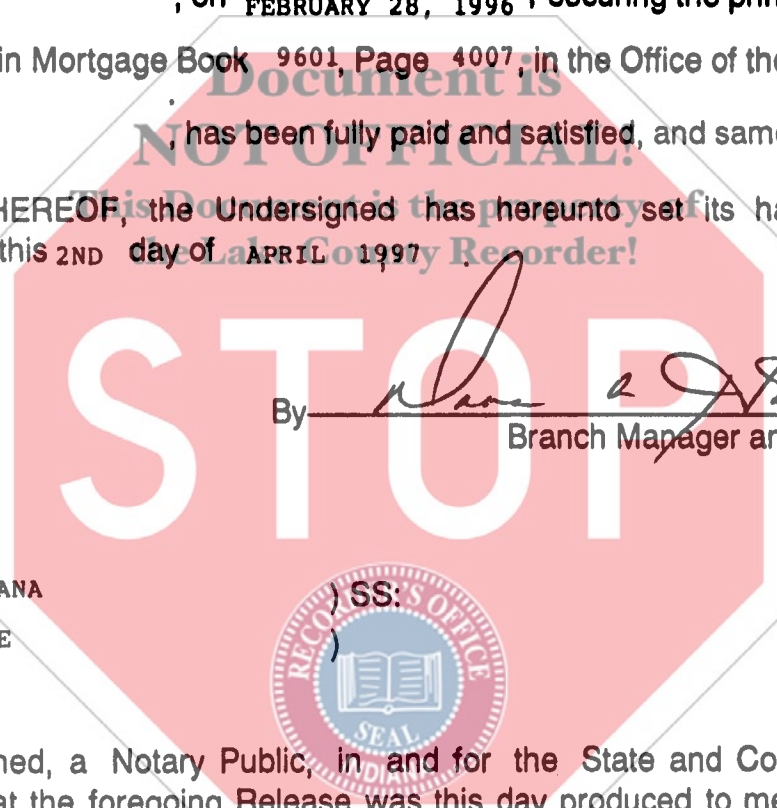 , on FEBRUARY 28, 1996 , securing the prin
in Mortgage Book 9601, Page 4007, in the Office of the
Document is
NOT OFFICIAL!
, has been fully paid and satisfied, and same
This Document is the property of
the Lake County Recorder!
HEREOF, the Undersigned has hereunto set its ha
this 2ND day of APRIL 1997 .
STOP
By
Branch Manager an
ANA ) SS:
E )
RECORDER'S OFFICE
SEAL
INDIANA
ned, a Notary Public, in and for the State and Co
at the foregoing Release was this day produced to me